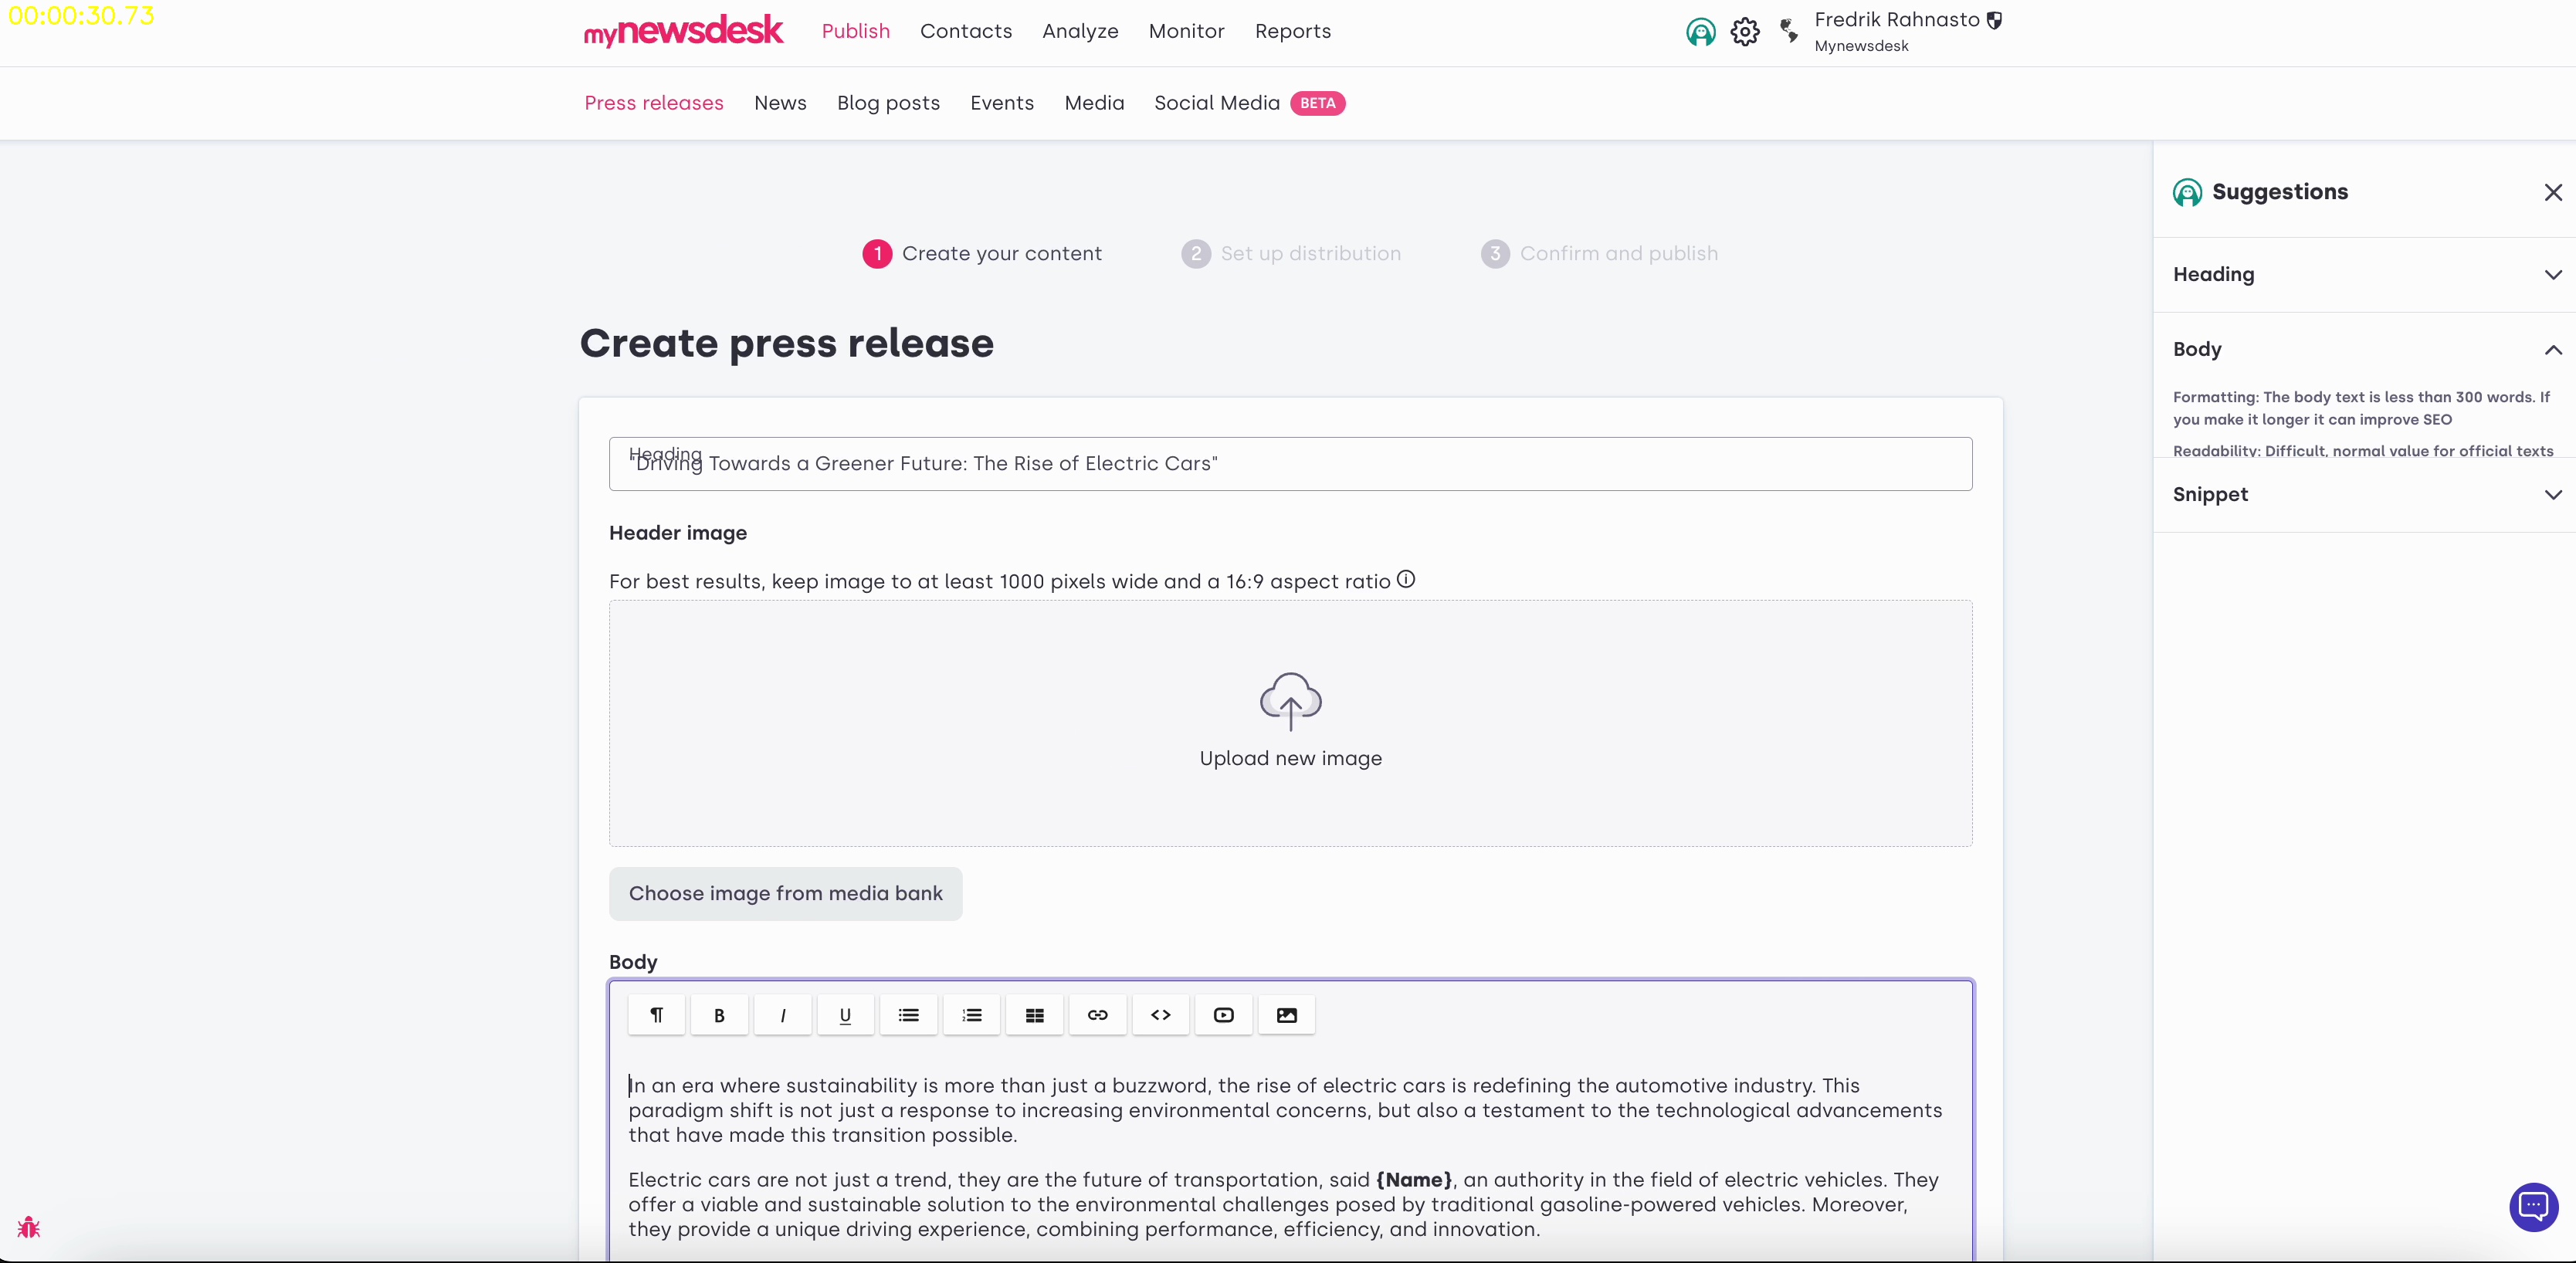 00:00:30.73
mynewsdesk
Publish
Contacts
Analyze
Monitor
Reports
Fredrik Rahnasto
Mynewsdesk
Press releases
News
Blog posts
Events
Media
Social Media
BETA
1 Create your content
2 Set up distribution
3 Confirm and publish
Create press release
Heading
"Driving Towards a Greener Future: The Rise of Electric Cars"
Header image
For best results, keep image to at least 1000 pixels wide and a 16:9 aspect ratio
Upload new image
Choose image from media bank
Body
B
I
U
In an era where sustainability is more than just a buzzword, the rise of electric cars is redefining the automotive industry. This
paradigm shift is not just a response to increasing environmental concerns, but also a testament to the technological advancements
that have made this transition possible.
Electric cars are not just a trend, they are the future of transportation, said {Name}, an authority in the field of electric vehicles. They
offer a viable and sustainable solution to the environmental challenges posed by traditional gasoline-powered vehicles. Moreover,
they provide a unique driving experience, combining performance, efficiency, and innovation.
Suggestions
Heading
Body
Formatting: The body text is less than 300 words. If
you make it longer it can improve SEO
Readability: Difficult, normal value for official texts
Snippet